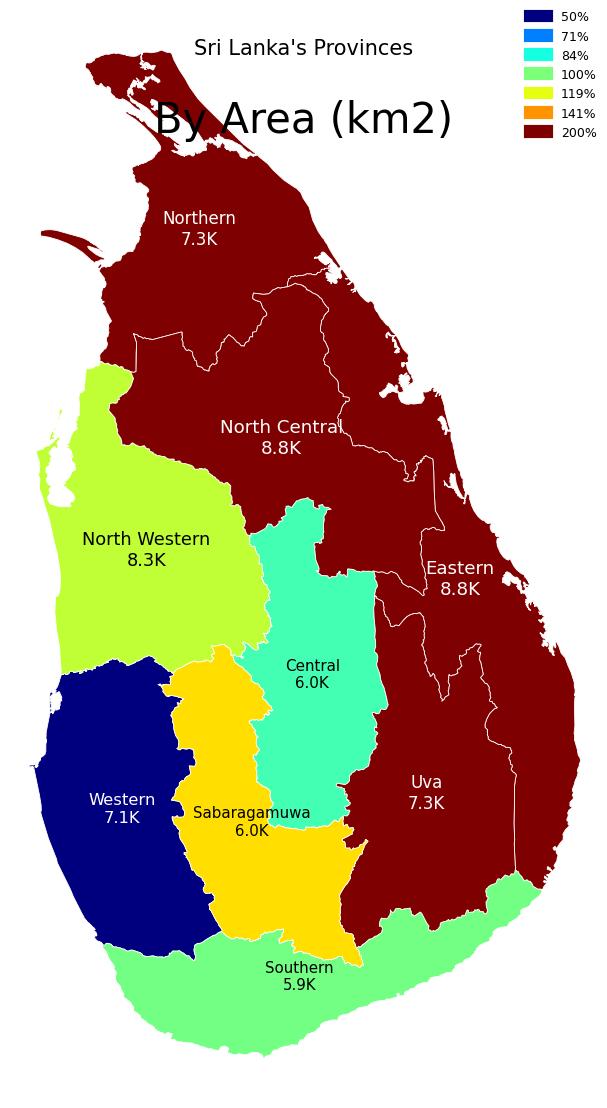 Sri Lanka's Provinces
By Area (km2)
50%
71%
84%
100%
119%
141%
200%
Northern
7.3K
North Central
8.8K
North Western
8.3K
Eastern
8.8K
Central
6.0K
Uva
7.3K
Western
7.1K
Sabaragamuwa
6.0K
Southern
5.9K